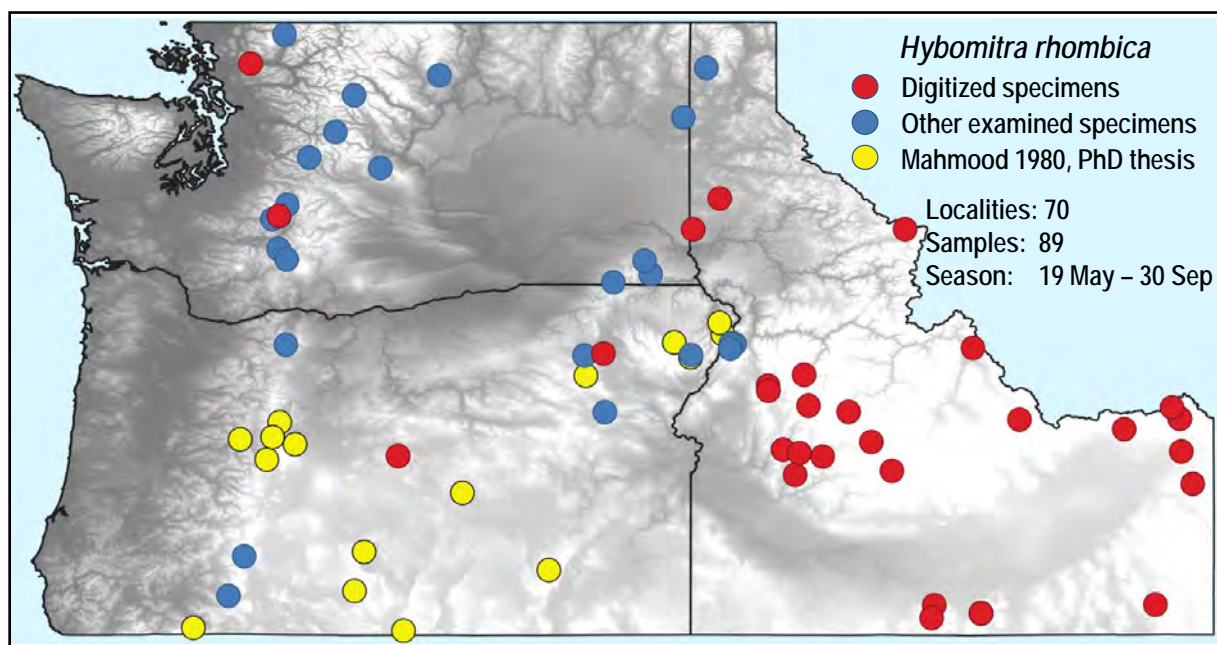 Hybomitra rhombica
Digitized specimens
Other examined specimens
Mahmood 1980, PhD thesis
Localities: 70
Samples: 89
Season: 19 May – 30 Sep